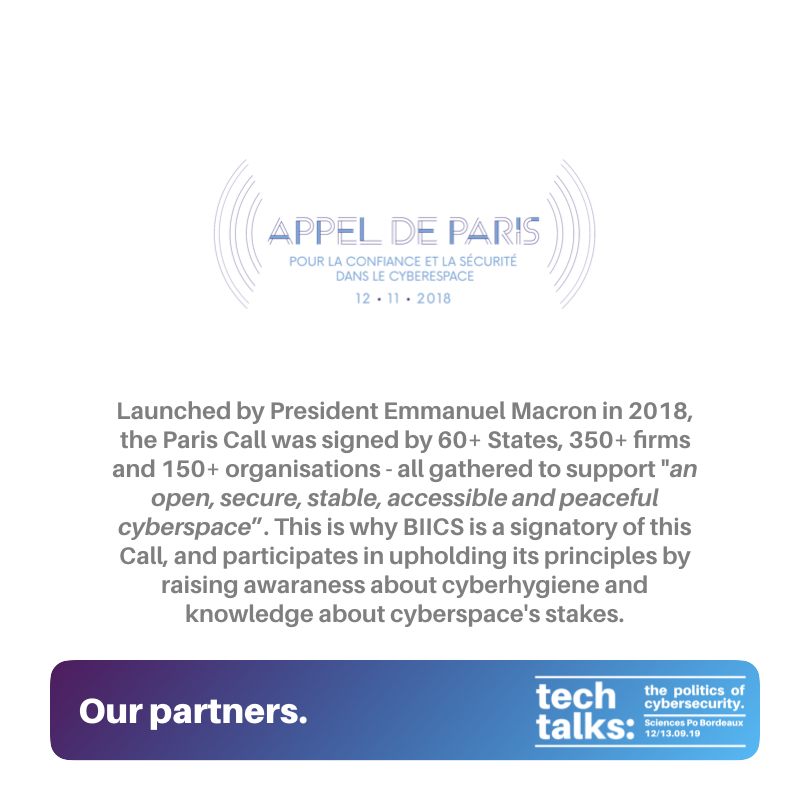 APPEL DE PARIS
POUR LA CONFIANCE ET LA SÉCURITÉ
DANS LE CYBERESPACE
12 • 11 • 2018
Launched by President Emmanuel Macron in 2018,
the Paris Call was signed by 60+ States, 350+ firms
and 150+ organisations - all gathered to support "an
open, secure, stable, accessible and peaceful
cyberspace”. This is why BIICS is a signatory of this
Call, and participates in upholding its principles by
raising awaraness about cyberhygiene and
knowledge about cyberspace's stakes.
Our partners.
tech
talks:
the politics of
cybersecurity.
Sciences Po Bordeaux
12/13.09.19